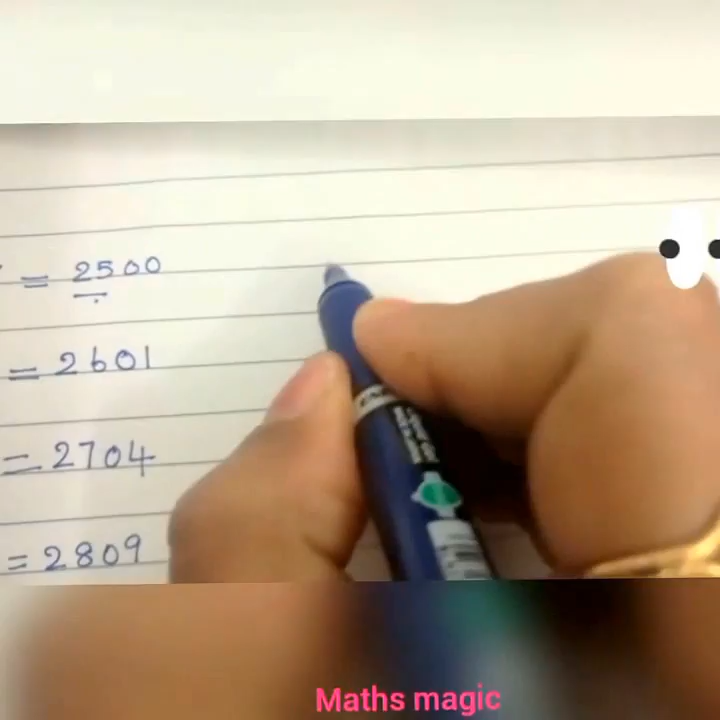 = 2500
= 2601
= 2704
= 2809
Maths magic